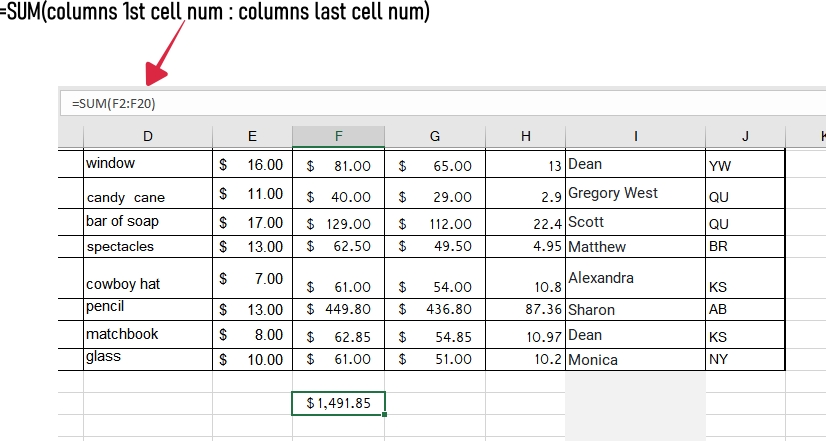 =SUM(columns 1st cell num : columns last cell num)
=SUM(F2:F20)
D E F G H I J
window $ 16.00 $ 81.00 $ 65.00 13 Dean YW
candy cane $ 11.00 $ 40.00 $ 29.00 2.9 Gregory West QU
bar of soap $ 17.00 $ 129.00 $ 112.00 22.4 Scott QU
spectacles $ 13.00 $ 62.50 $ 49.50 4.95 Matthew BR
cowboy hat $ 7.00 $ 61.00 $ 54.00 10.8 Alexandra KS
pencil $ 13.00 $ 449.80 $ 436.80 87.36 Sharon AB
matchbook $ 8.00 $ 62.85 $ 54.85 10.97 Dean KS
glass $ 10.00 $ 61.00 $ 51.00 10.2 Monica NY
$1,491.85